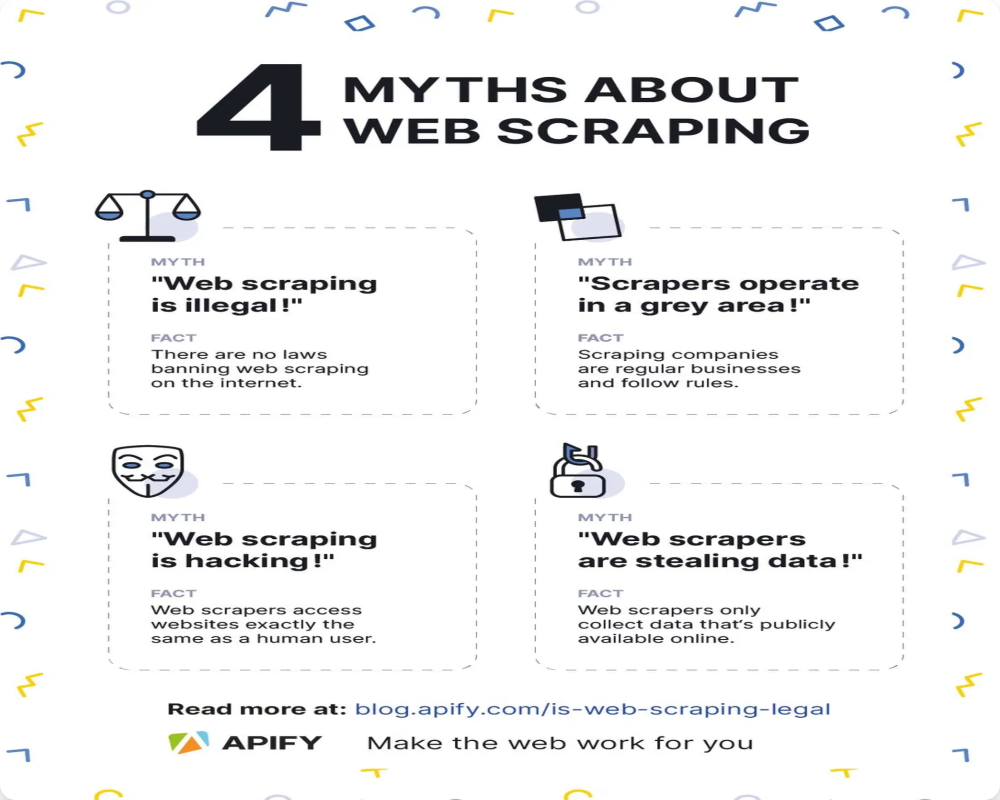 4 MYTHS ABOUT
WEB SCRAPING
MYTH
"Web scraping
is illegal!"
FACT
There are no laws
banning web scraping
on the internet.
MYTH
"Scrapers operate
in a grey area!"
FACT
Scraping companies
are regular businesses
and follow rules.
MYTH
"Web scraping
is hacking!"
FACT
Web scrapers access
websites exactly the
same as a human user.
MYTH
"Web scrapers
are stealing data!"
FACT
Web scrapers only
collect data that‘s publicly
available online.
Read more at: blog.apify.com/is-web-scraping-legal
APIFY Make the web work for you